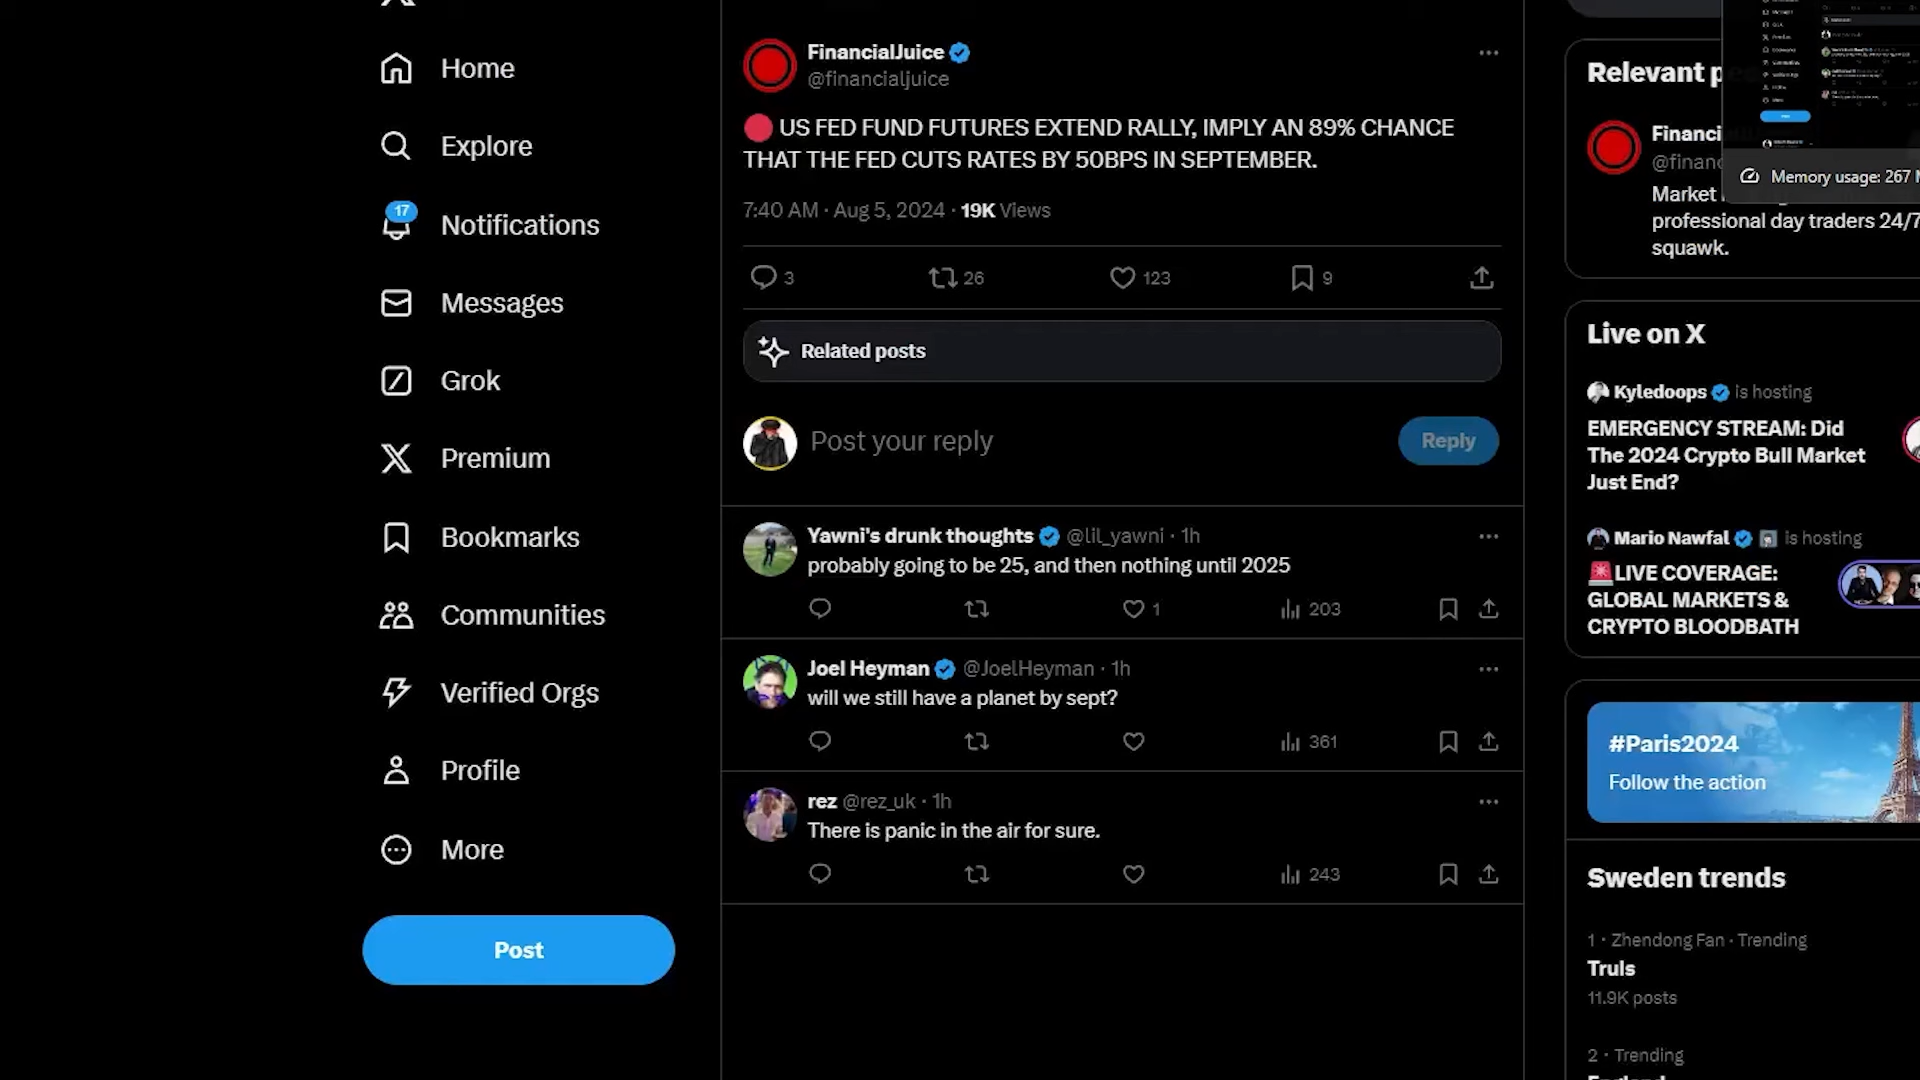 Home
Explore
17
Notifications
Messages
Grok
Premium
Bookmarks
Communities
Verified Orgs
Profile
More
Post
FinancialJuice
@financialjuice
US FED FUND FUTURES EXTEND RALLY, IMPLY AN 89% CHANCE
THAT THE FED CUTS RATES BY 50BPS IN SEPTEMBER.
7:40 AM · Aug 5, 2024 · 19K Views
3 26 123 9
Related posts
Post your reply
Reply
Yawni's drunk thoughts @lil_yawni · 1h
probably going to be 25, and then nothing until 2025
1 203
Joel Heyman @JoelHeyman · 1h
will we still have a planet by sept?
361
rez @rez_uk · 1h
There is panic in the air for sure.
243
Relevant
Memory usage: 267
Market
professional day traders 24/7
squawk.
Live on X
Kyledoops is hosting
EMERGENCY STREAM: Did
The 2024 Crypto Bull Market
Just End?
Mario Nawfal is hosting
LIVE COVERAGE:
GLOBAL MARKETS &
CRYPTO BLOODBATH
#Paris2024
Follow the action
Sweden trends
1 · Zhendong Fan · Trending
Truls
11.9K posts
2 · Trending